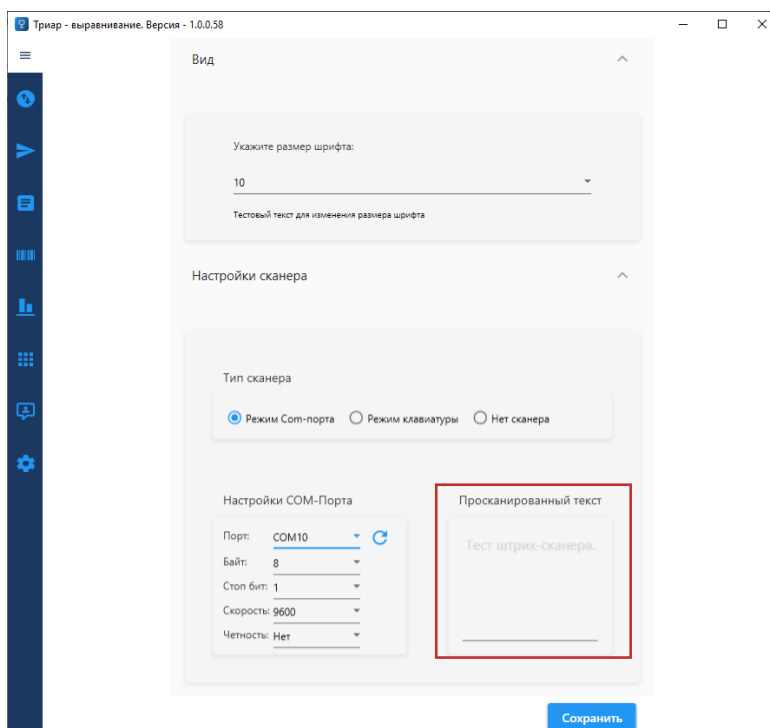 Триар - выравнивание. Версия - 1.0.0.58
Вид
Укажите размер шрифта:
10
Тестовый текст для изменения размера шрифта
Настройки сканера
Тип сканера
Режим Com-порта Режим клавиатуры Нет сканера
Настройки COM-Порта
Порт: COM10
Байт: 8
Стоп бит: 1
Скорость: 9600
Четность: Нет
Просканированный текст
Тест штрих-сканера.
Сохранить